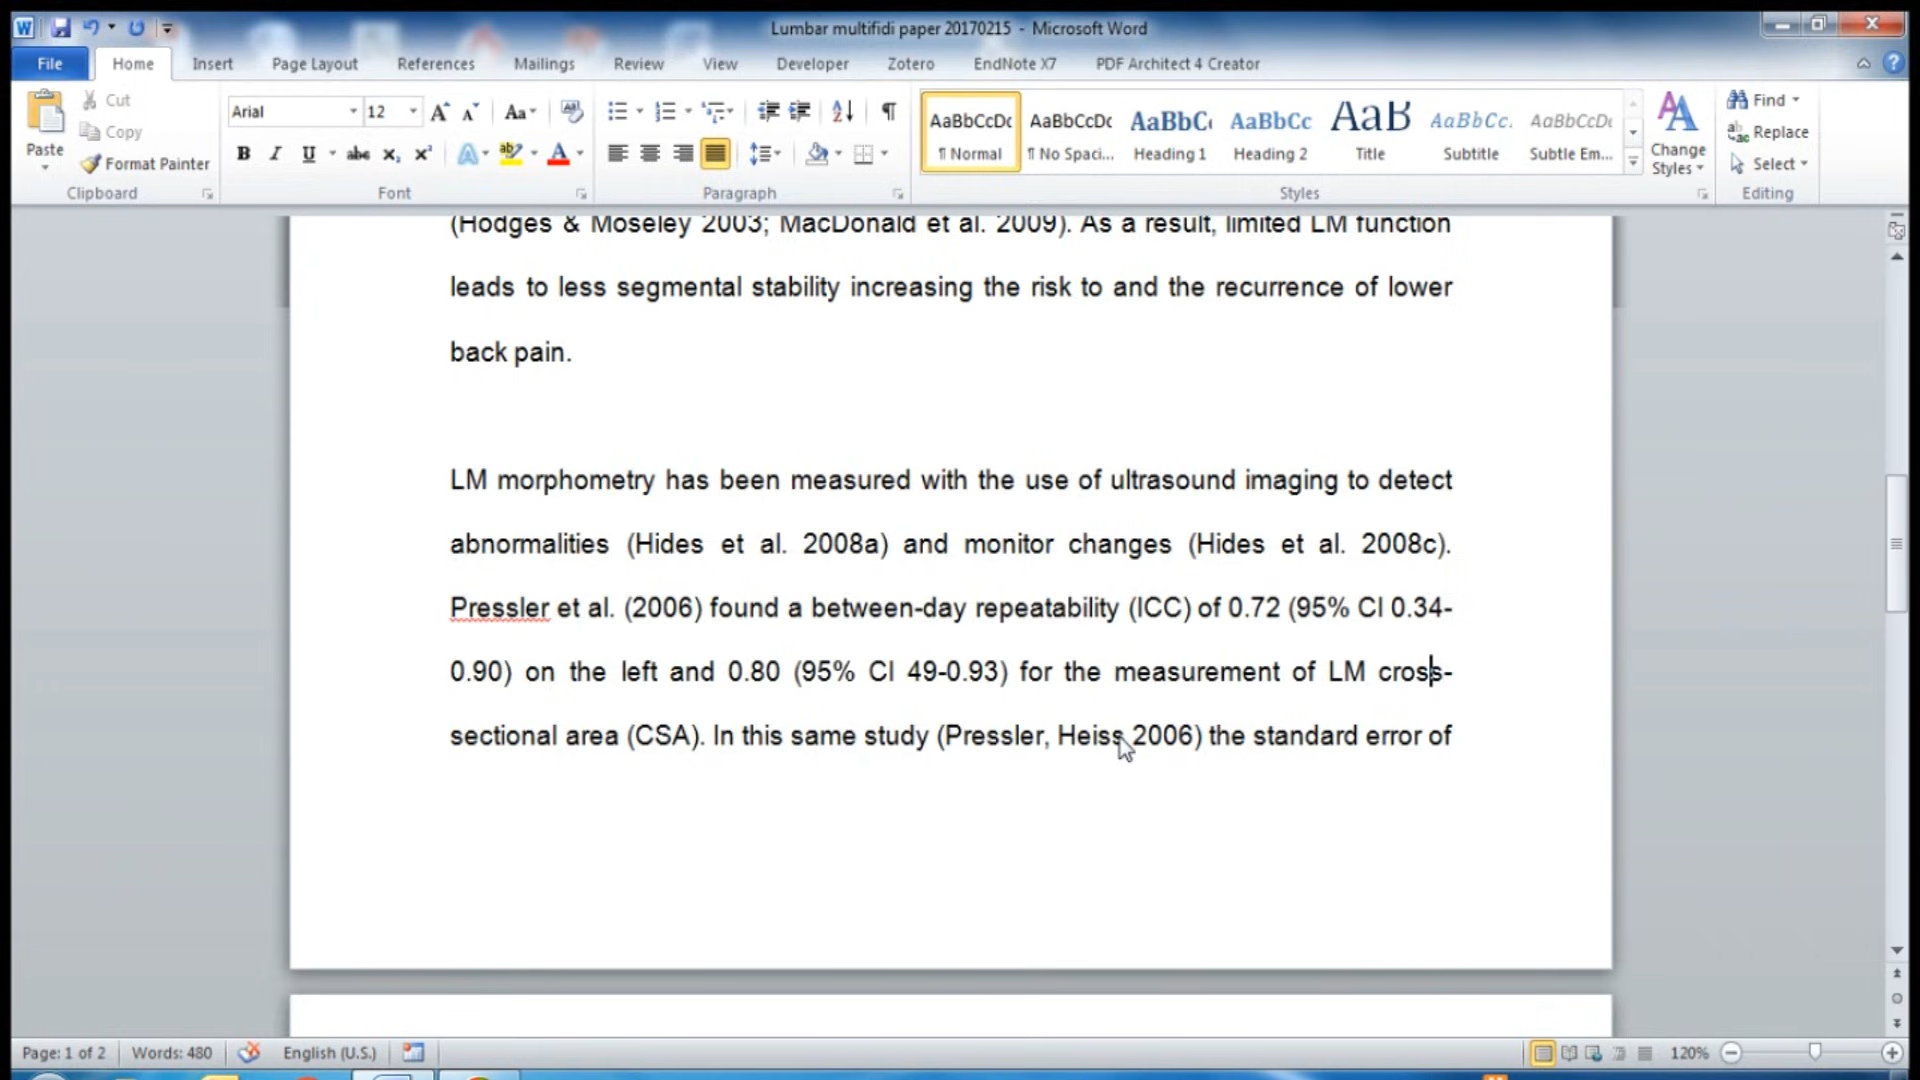 Lumbar multifidi paper 20170215 - Microsoft Word
File Home Insert Page Layout References Mailings Review View Developer Zotero EndNote X7 PDF Architect 4 Creator
Paste Cut Copy Format Painter
Clipboard
Arial 12
Font
Paragraph
AaBbCcDc AaBbCcDc AaBbC AaBbCc AaB AaBbCc. AaBbCcDc
¶ Normal ¶ No Spaci... Heading 1 Heading 2 Title Subtitle Subtle Em...
Change Styles
Styles
Find
Replace
Select
Editing
(Hodges & Moseley 2003; MacDonald et al. 2009). As a result, limited LM function
leads to less segmental stability increasing the risk to and the recurrence of lower
back pain.
LM morphometry has been measured with the use of ultrasound imaging to detect
abnormalities (Hides et al. 2008a) and monitor changes (Hides et al. 2008c).
Pressler et al. (2006) found a between-day repeatability (ICC) of 0.72 (95% CI 0.34-
0.90) on the left and 0.80 (95% CI 49-0.93) for the measurement of LM cross-
sectional area (CSA). In this same study (Pressler, Heiss 2006) the standard error of
Page: 1 of 2 Words: 480 English (U.S.) 120%